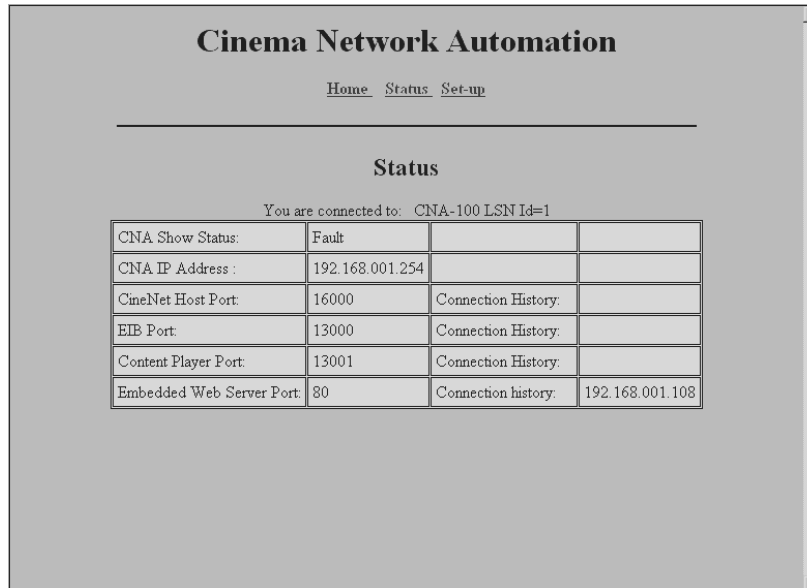 Cinema Network Automation
Home Status Set-up
Status
You are connected to: CNA-100 LSN Id=1
CNA Show Status: Fault
CNA IP Address : 192.168.001.254
CineNet Host Port: 16000 Connection History:
EIB Port: 13000 Connection History:
Content Player Port: 13001 Connection History:
Embedded Web Server Port: 80 Connection history: 192.168.001.108